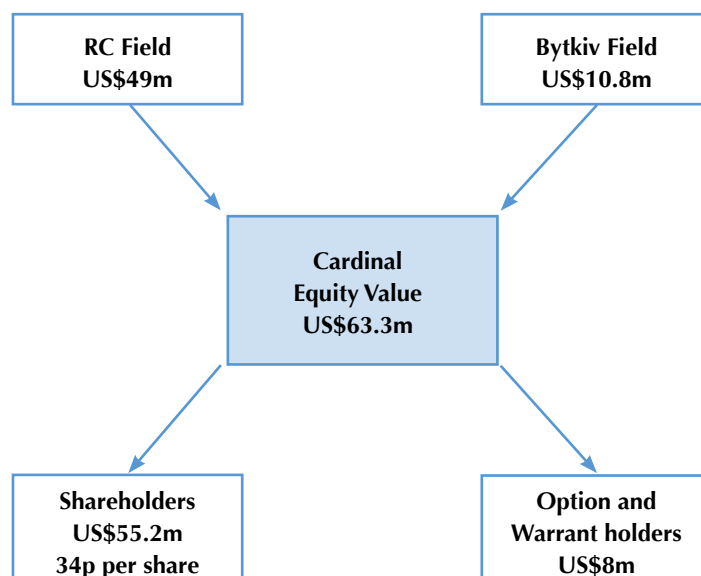 RC Field
US$49m
Bytkiv Field
US$10.8m
Cardinal
Equity Value
US$63.3m
Shareholders
US$55.2m
34p per share
Option and
Warrant holders
US$8m